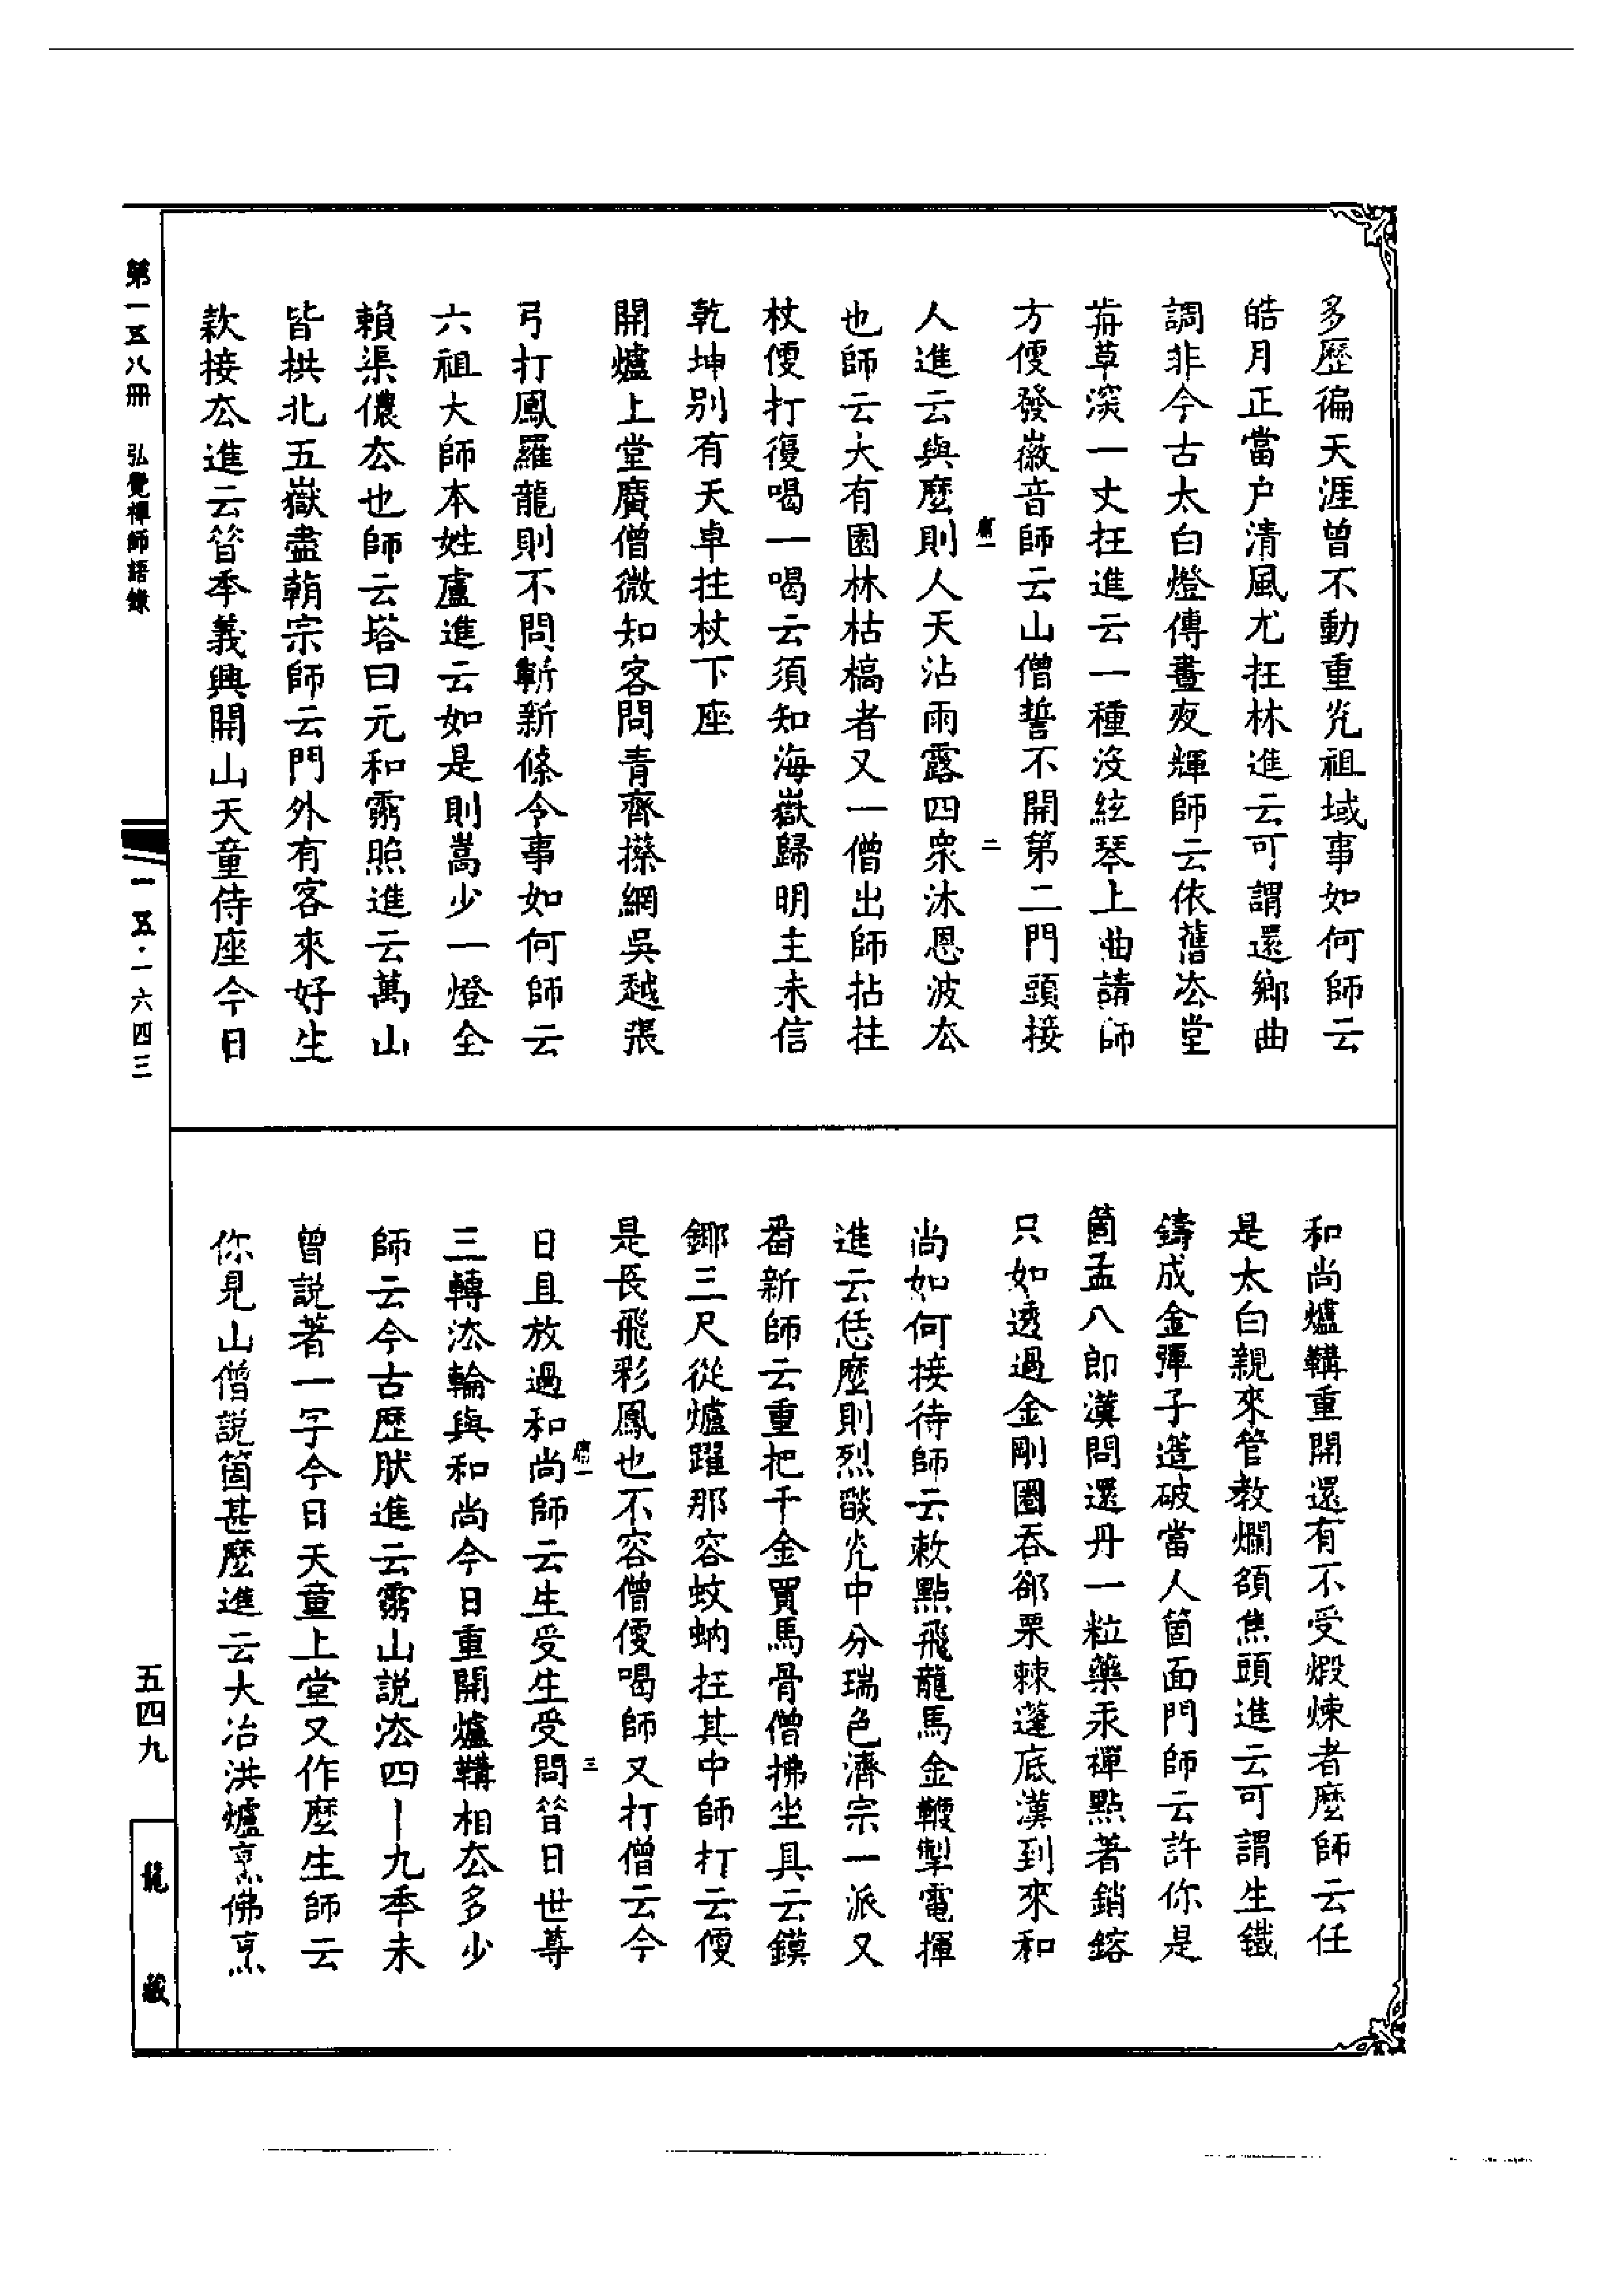 多歷徧天涯曾不動重光祖域事如何師云
皓月正當户清風尤在林進云可謂還鄉曲
調非今古太白燈傳晝夜輝師云依舊法堂
前草深一丈在進云一種沒絃琴上曲請師
方便發徽音師云山僧誓不開第二門頭接
人進云與麼則人天沾雨露四衆沐恩波去
也師云大有園林枯槁者又一僧出師拈拄
杖便打復喝一喝云須知海嶽歸明主未信
乾坤别有天卓拄杖下座
開爐上堂廣僧微知客問青齊㩧網吳越張
弓打鳳羅龍則不問斬新條令事如何師云
六祖大師本姓盧進云如是則嵩少一燈全
賴渠儂去也師云塔曰元和靈照進云萬山
皆拱北五嶽盡朝宗師云門外有客來好生
欵接去進云昔年義興開山天童侍座今日
和尚爐鞴重開還有不受煅煉者麼師云任
是太白親來管教爛額焦頭進云可謂生鐵
鑄成金彈子築破當人箇面門師云許你是
箇孟八郎漢問還丹一粒藥汞禪點著銷鎔
只如透過金剛圈吞郤栗棘蓬底漢到來和
尚如何接待師云敕點飛龍馬金鞭掣電揮
進云恁麼則烈燄光中分瑞色濟宗一派又
番新師云重把千金買馬骨僧拂坐具云鏌
鎁三尺從爐躍那容蚊蚋在其中師打云便
是長飛彩鳳也不容僧便喝師又打僧云今
日且放過和尚師云生受生受問昔日世尊
三轉法輪與和尚今日重開爐鞴相去多少
師云今古歷然進云靈山説法四十九年未
曾説著一字今日天童上堂又作麼生師云
你見山僧説箇甚麼進云大冶洪爐烹佛烹
第一五八冊　弘覺禪師語錄
一五·一六四三
五四九
龍藏
二
三